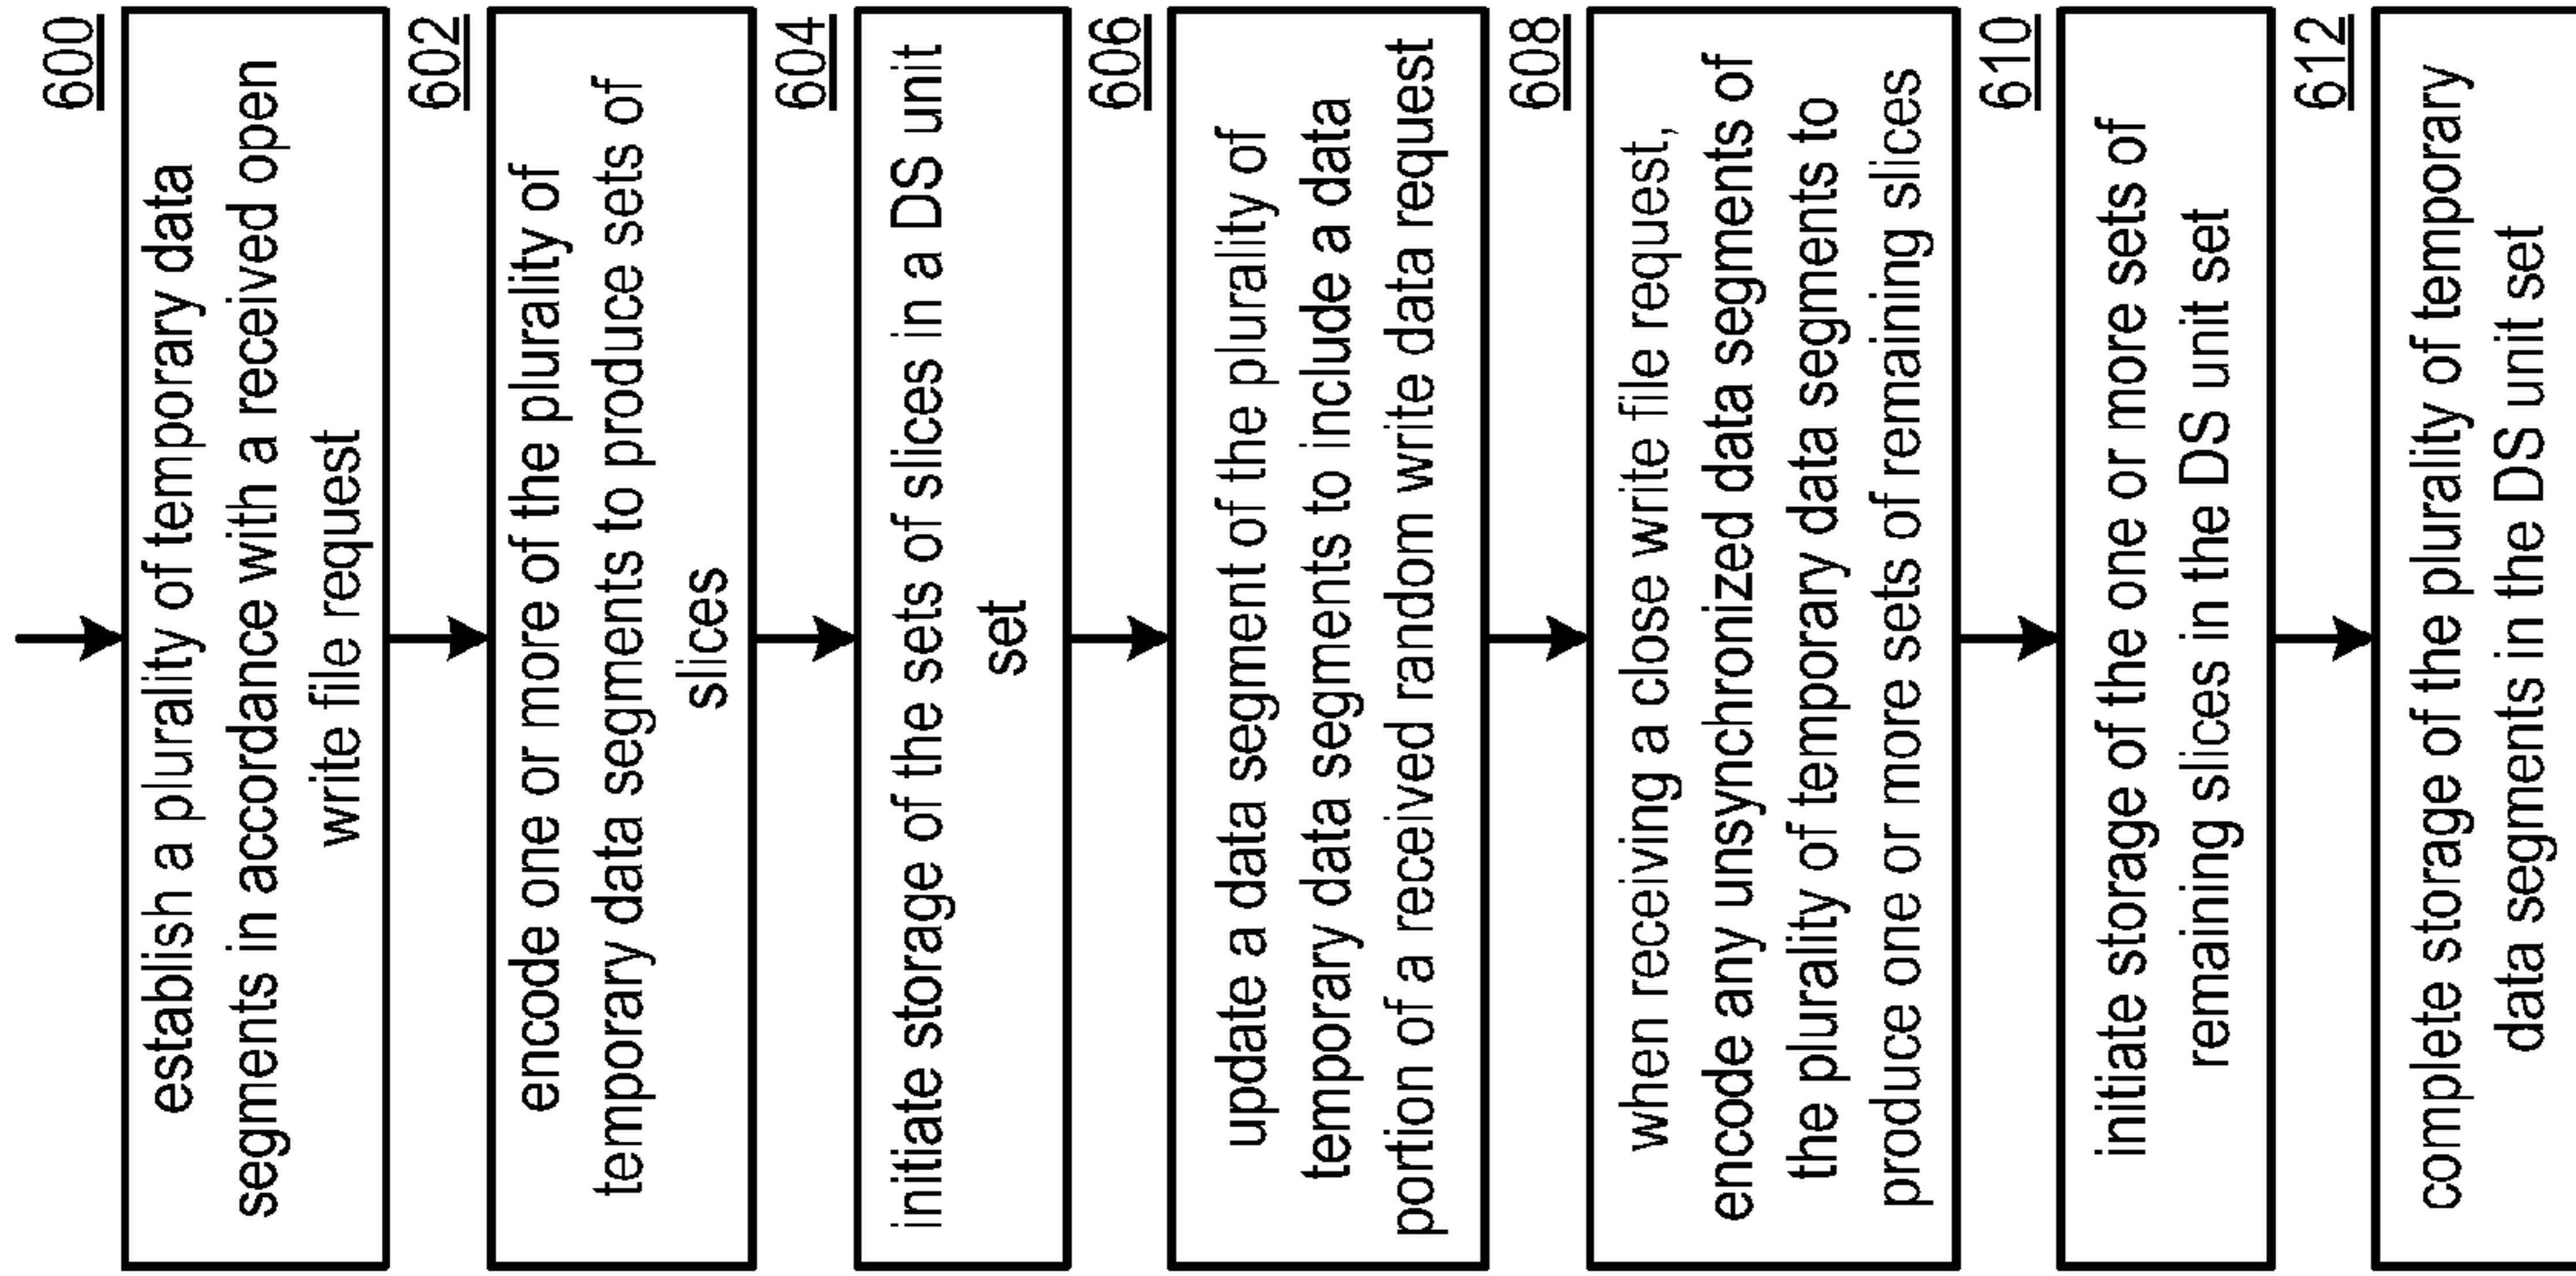 600
establish a plurality of temporary data
segments in accordance with a received open
write file request
602
encode one or more of the plurality of
temporary data segments to produce sets of
slices
604
initiate storage of the sets of slices in a DS unit
set
606
update a data segment of the plurality of
temporary data segments to include a data
portion of a received random write data request
608
when receiving a close write file request,
encode any unsynchronized data segments of
the plurality of temporary data segments to
produce one or more sets of remaining slices
610
initiate storage of the one or more sets of
remaining slices in the DS unit set
612
complete storage of the plurality of temporary
data segments in the DS unit set